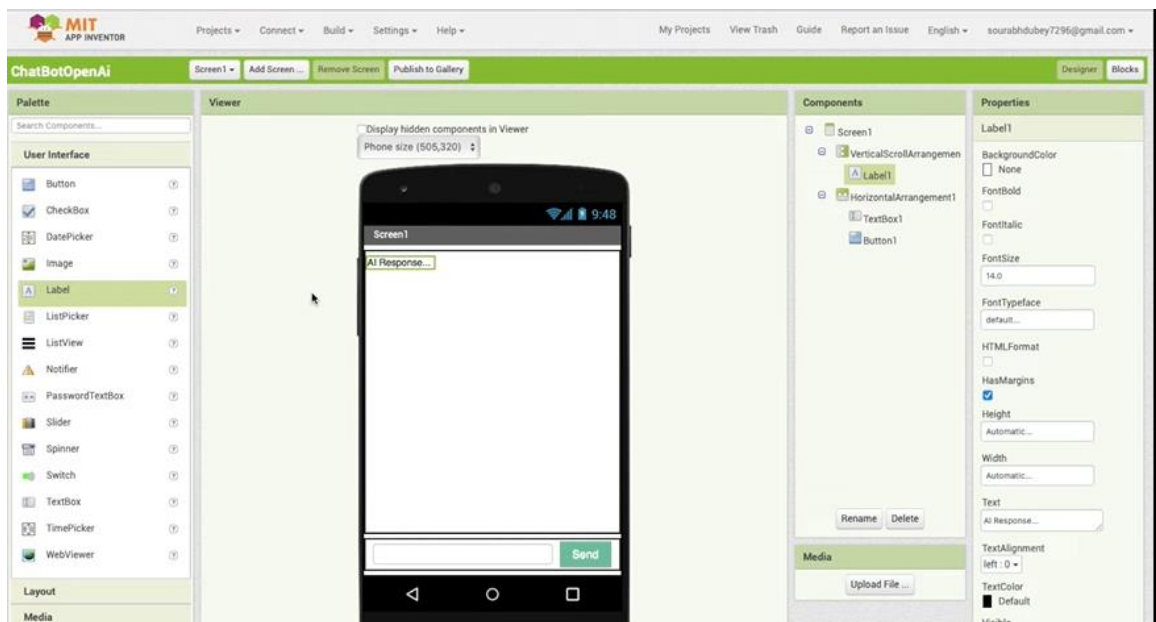 MIT
APP INVENTOR
Projects Connect Build Settings Help My Projects View Trash Guide Report an Issue English sourabhdubey7296@gmail.com
ChatBotOpenAi Screen1 Add Screen ... Remove Screen Publish to Gallery Designer Blocks
Palette
Search Components...
User Interface
Button
CheckBox
DatePicker
Image
Label
ListPicker
ListView
Notifier
PasswordTextBox
Slider
Spinner
Switch
TextBox
TimePicker
WebViewer
Layout
Media
Viewer
Display hidden components in Viewer
Phone size (505,320)
9:48
Screen1
AI Response...
Send
Components
Screen1
VerticalScrollArrangemen
Label1
HorizontalArrangement1
TextBox1
Button1
Rename Delete
Media
Upload File ...
Properties
Label1
BackgroundColor
None
FontBold
FontItalic
FontSize
14.0
FontTypeface
default...
HTMLFormat
HasMargins
Height
Automatic...
Width
Automatic...
Text
AI Response...
TextAlignment
left : 0
TextColor
Default